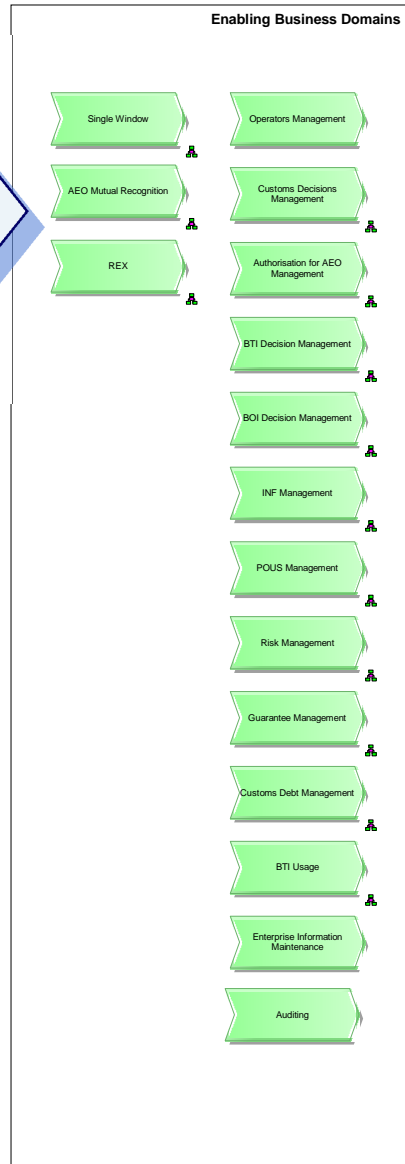 Enabling Business Domains
Single Window
AEO Mutual Recognition
REX
Operators Management
Customs Decisions
Management
Authorisation for AEO
Management
BTI Decision Management
BOI Decision Management
INF Management
POUS Management
Risk Management
Guarantee Management
Customs Debt Management
BTI Usage
Enterprise Information
Maintenance
Auditing